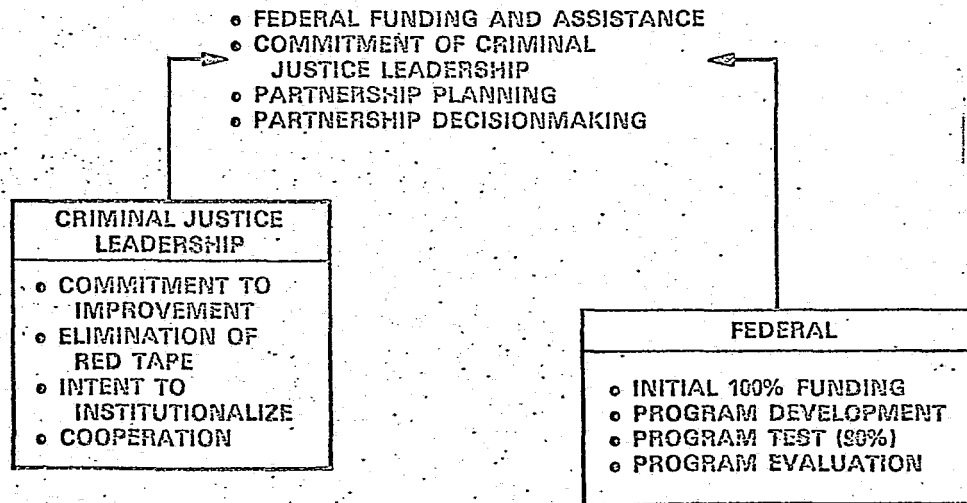 • FEDERAL FUNDING AND ASSISTANCE
• COMMITMENT OF CRIMINAL
JUSTICE LEADERSHIP
• PARTNERSHIP PLANNING
• PARTNERSHIP DECISIONMAKING
CRIMINAL JUSTICE
LEADERSHIP
• COMMITMENT TO
IMPROVEMENT
• ELIMINATION OF
RED TAPE
• INTENT TO
INSTITUTIONALIZE
• COOPERATION
FEDERAL
• INITIAL 100% FUNDING
• PROGRAM DEVELOPMENT
• PROGRAM TEST
• PROGRAM EVALUATION